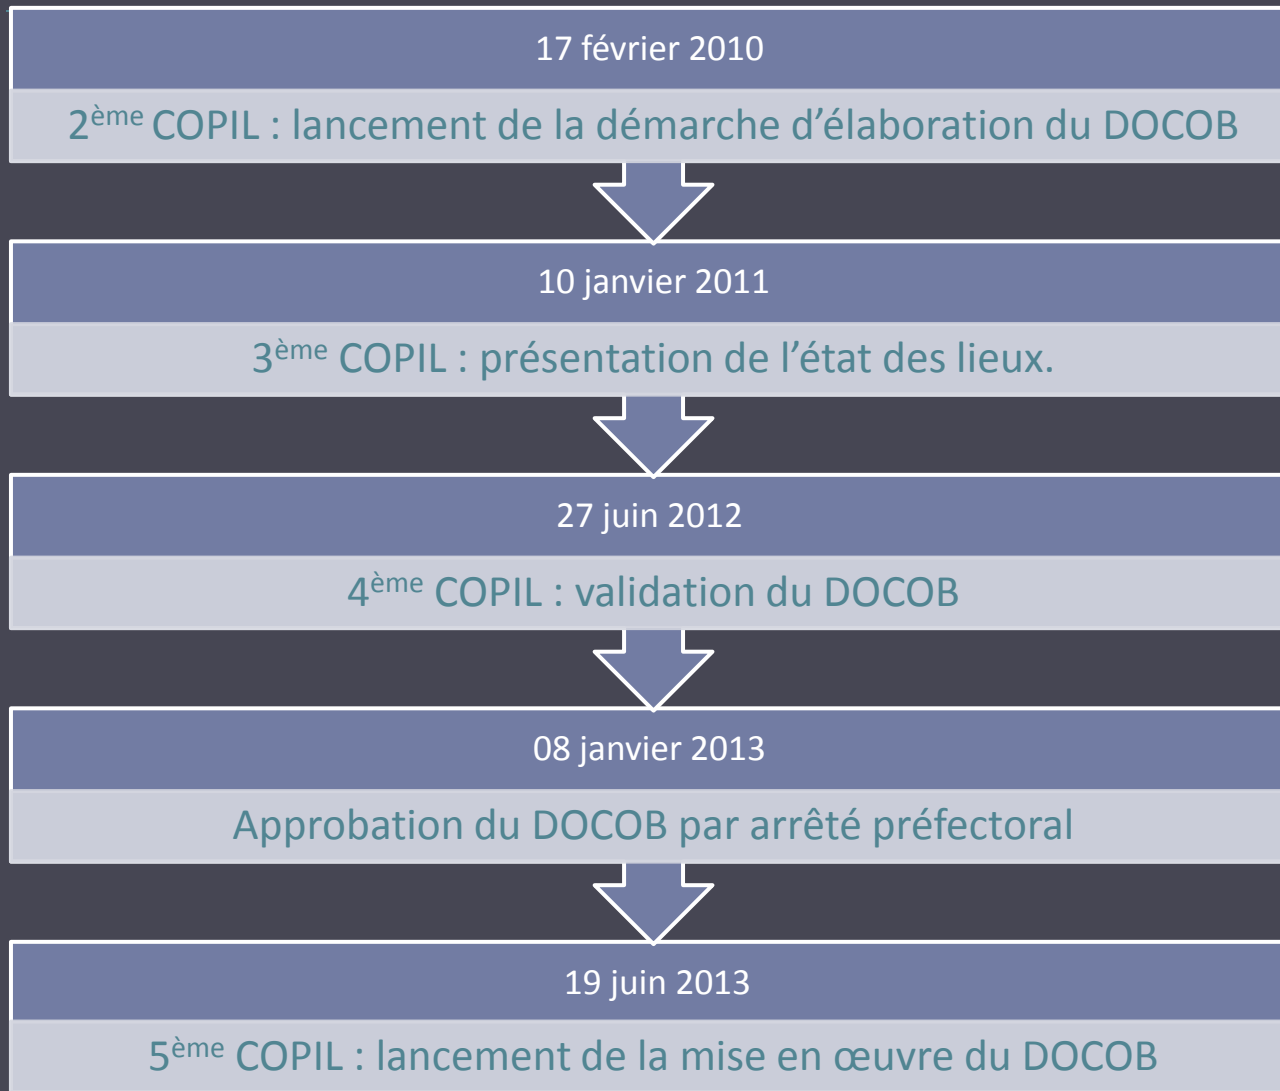 17 février 2010
2ème COPIL : lancement de la démarche d’élaboration du DOCOB
10 janvier 2011
3ème COPIL : présentation de l’état des lieux.
27 juin 2012
4ème COPIL : validation du DOCOB
08 janvier 2013
Approbation du DOCOB par arrêté préfectoral
19 juin 2013
5ème COPIL : lancement de la mise en œuvre du DOCOB